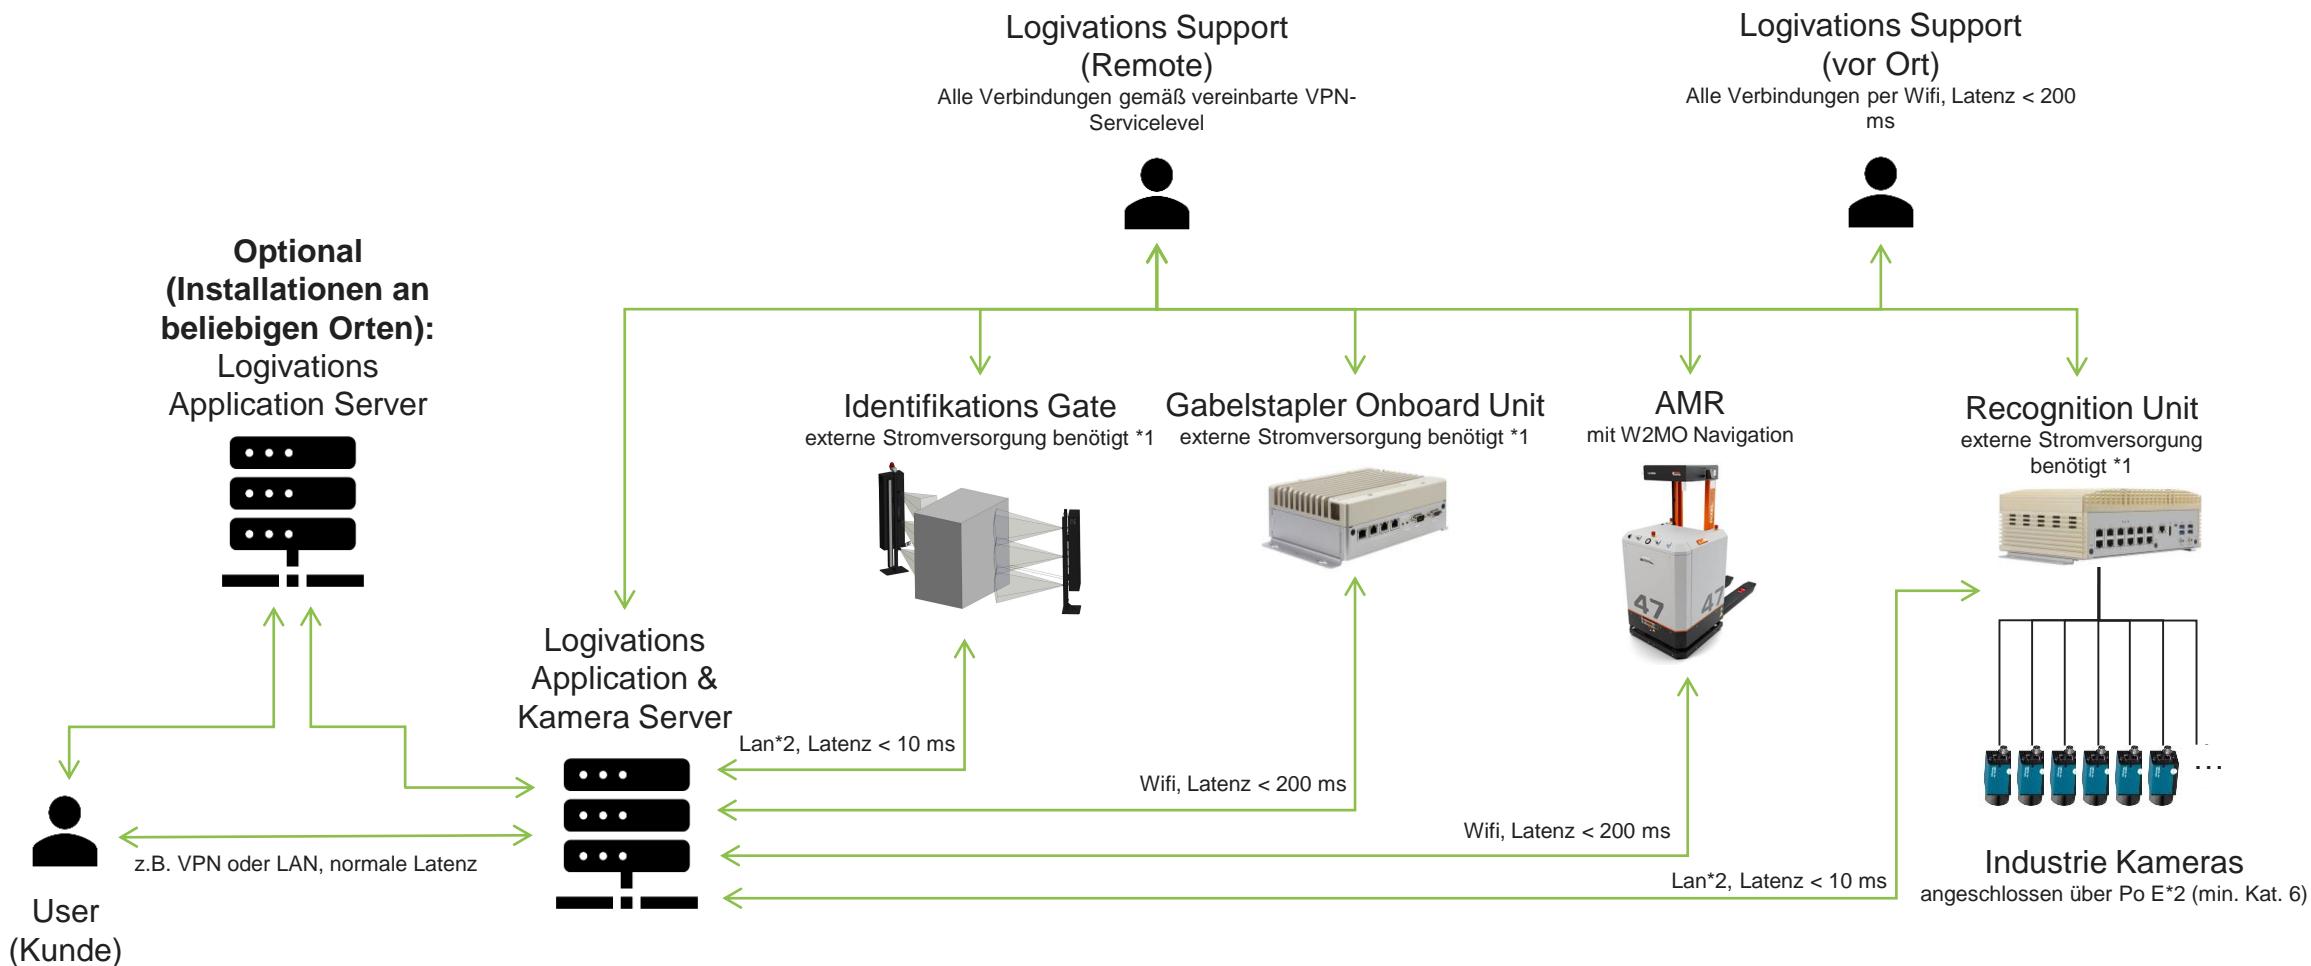 Logivations Support
(Remote)
Alle Verbindungen gemäß vereinbarte VPN-
Servicelevel
Logivations Support
(vor Ort)
Alle Verbindungen per Wifi, Latenz < 200
ms
Optional
(Installationen an
beliebigen Orten):
Logivations
Application Server
Identifikations Gate
externe Stromversorgung benötigt *1
Gabelstapler Onboard Unit
externe Stromversorgung benötigt *1
AMR
mit W2MO Navigation
Recognition Unit
externe Stromversorgung
benötigt *1
47
47
Logivations
Application &
Kamera Server
Lan*2, Latenz < 10 ms
Wifi, Latenz < 200 ms
Wifi, Latenz < 200 ms
Lan*2, Latenz < 10 ms
...
z.B. VPN oder LAN, normale Latenz
User
(Kunde)
Industrie Kameras
angeschlossen über Po E*2 (min. Kat. 6)